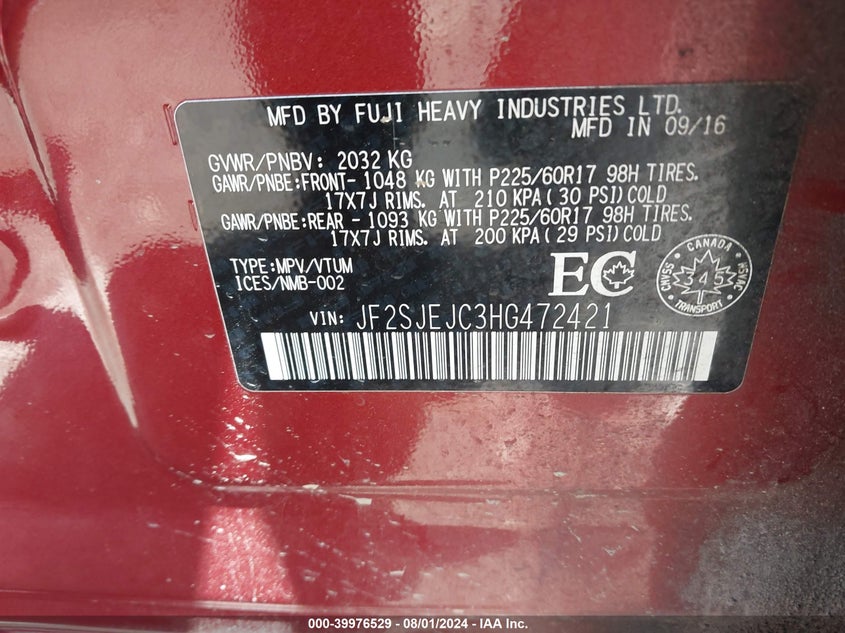 MFD BY FUJI HEAVY INDUSTRIES LTD.
MFD IN 09/16
GVWR/PNBV: 2032 KG
GAWR/PNBE:FRONT- 1048 KG WITH P225/60R17 98H TIRES.
17X7J RIMS. AT 210 KPA( 30 PSI)COLD
GAWR/PNBE:REAR - 1093 KG WITH P225/60R17 98H TIRES.
17X7J RIMS. AT 200 KPA( 29 PSI)COLD
TYPE:MPV/VTUM
ICES/NMB-002
EC
CANADA
SVAC
NSVAC
345
TRANSPORT
VIN: JF2SJEJC3HG472421
000-39976529 - 08/01/2024 - IAA Inc.